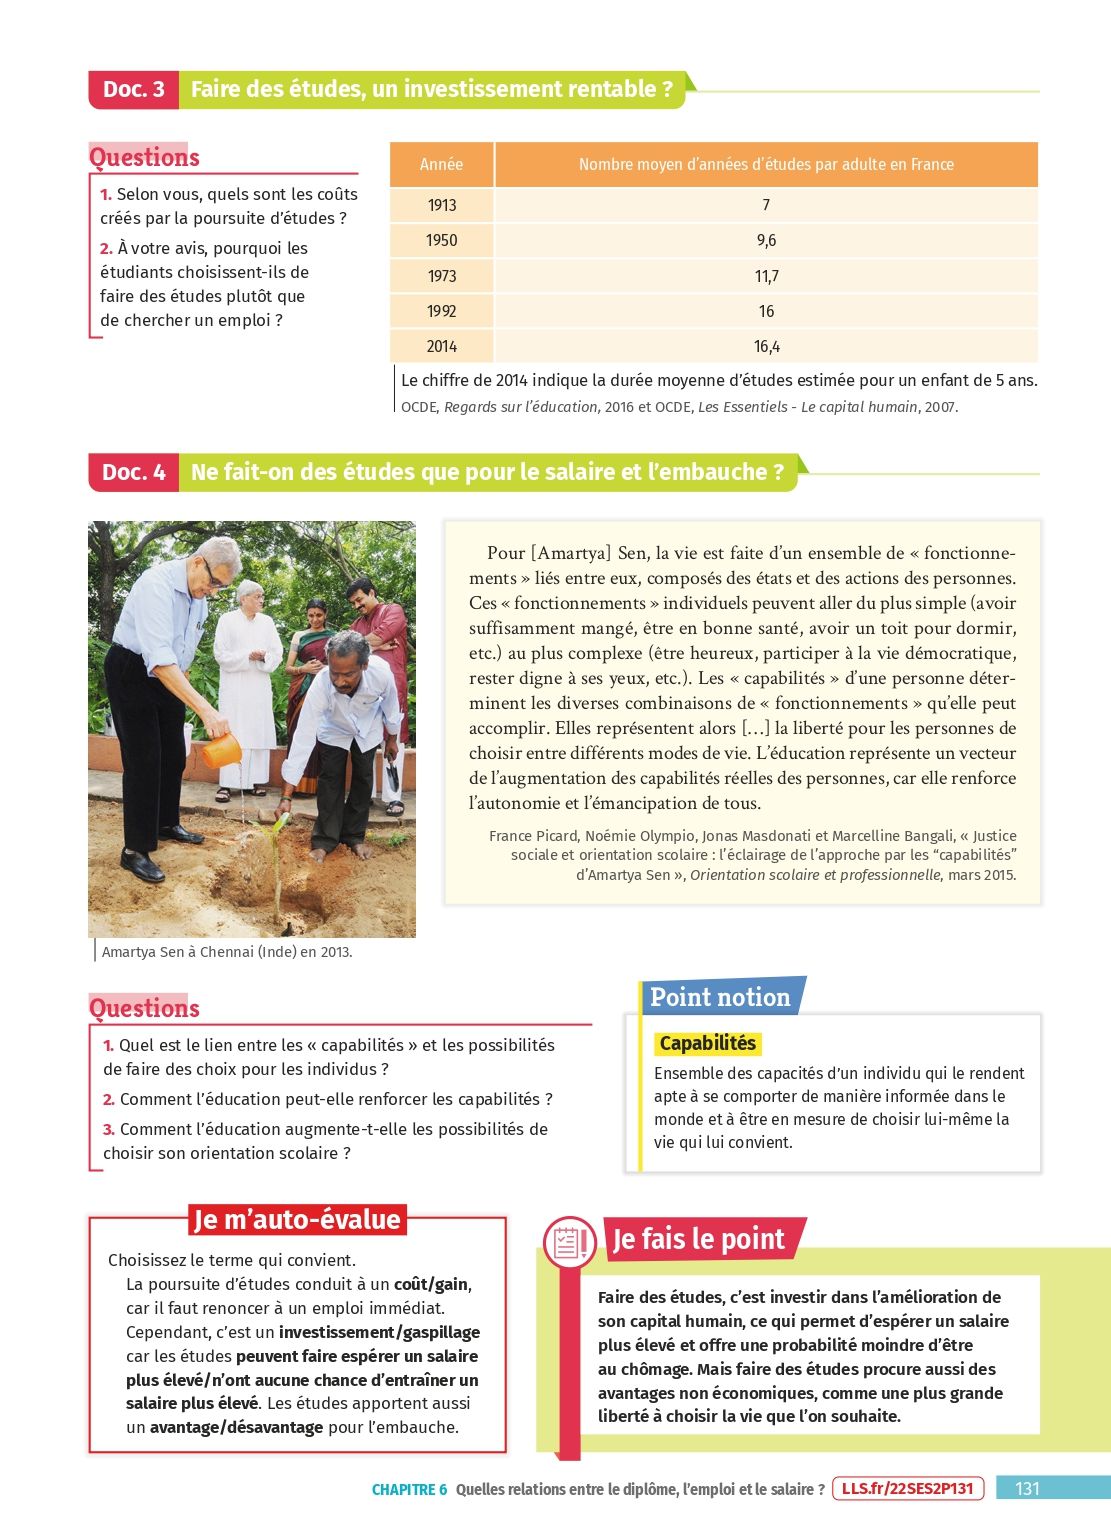 Doc. 3 Faire des études, un investissement rentable ?
Questions
1. Selon vous, quels sont les coûts
créés par la poursuite d’études ?
2. À votre avis, pourquoi les
étudiants choisissent-ils de
faire des études plutôt que
de chercher un emploi ?
Année Nombre moyen d’années d’études par adulte en France
1913 7
1950 9,6
1973 11,7
1992 16
2014 16,4
Le chiffre de 2014 indique la durée moyenne d’études estimée pour un enfant de 5 ans.
OCDE, Regards sur l’éducation, 2016 et OCDE, Les Essentiels - Le capital humain, 2007.
Doc. 4 Ne fait-on des études que pour le salaire et l’embauche ?
Pour [Amartya] Sen, la vie est faite d’un ensemble de « fonctionne-
ments » liés entre eux, composés des états et des actions des personnes.
Ces « fonctionnements » individuels peuvent aller du plus simple (avoir
suffisamment mangé, être en bonne santé, avoir un toit pour dormir,
etc.) au plus complexe (être heureux, participer à la vie démocratique,
rester digne à ses yeux, etc.). Les « capabilités » d’une personne déter-
minent les diverses combinaisons de « fonctionnements » qu’elle peut
accomplir. Elles représentent alors […] la liberté pour les personnes de
choisir entre différents modes de vie. L’éducation représente un vecteur
de l’augmentation des capabilités réelles des personnes, car elle renforce
l’autonomie et l’émancipation de tous.
France Picard, Noémie Olympio, Jonas Masdonati et Marcelline Bangali, « Justice
sociale et orientation scolaire : l’éclairage de l’approche par les “capabilités”
d’Amartya Sen », Orientation scolaire et professionnelle, mars 2015.
Amartya Sen à Chennai (Inde) en 2013.
Questions
1. Quel est le lien entre les « capabilités » et les possibilités
de faire des choix pour les individus ?
2. Comment l’éducation peut-elle renforcer les capabilités ?
3. Comment l’éducation augmente-t-elle les possibilités de
choisir son orientation scolaire ?
Point notion
Capabilités
Ensemble des capacités d’un individu qui le rendent
apte à se comporter de manière informée dans le
monde et à être en mesure de choisir lui-même la
vie qui lui convient.
Je m’auto-évalue
Choisissez le terme qui convient.
La poursuite d’études conduit à un coût/gain,
car il faut renoncer à un emploi immédiat.
Cependant, c’est un investissement/gaspillage
car les études peuvent faire espérer un salaire
plus élevé/n’ont aucune chance d’entraîner un
salaire plus élevé. Les études apportent aussi
un avantage/désavantage pour l’embauche.
Je fais le point
Faire des études, c’est investir dans l’amélioration de
son capital humain, ce qui permet d’espérer un salaire
plus élevé et offre une probabilité moindre d’être
au chômage. Mais faire des études procure aussi des
avantages non économiques, comme une plus grande
liberté à choisir la vie que l’on souhaite.
CHAPITRE 6 Quelles relations entre le diplôme, l’emploi et le salaire ? LLS.fr/22SES2P131 131